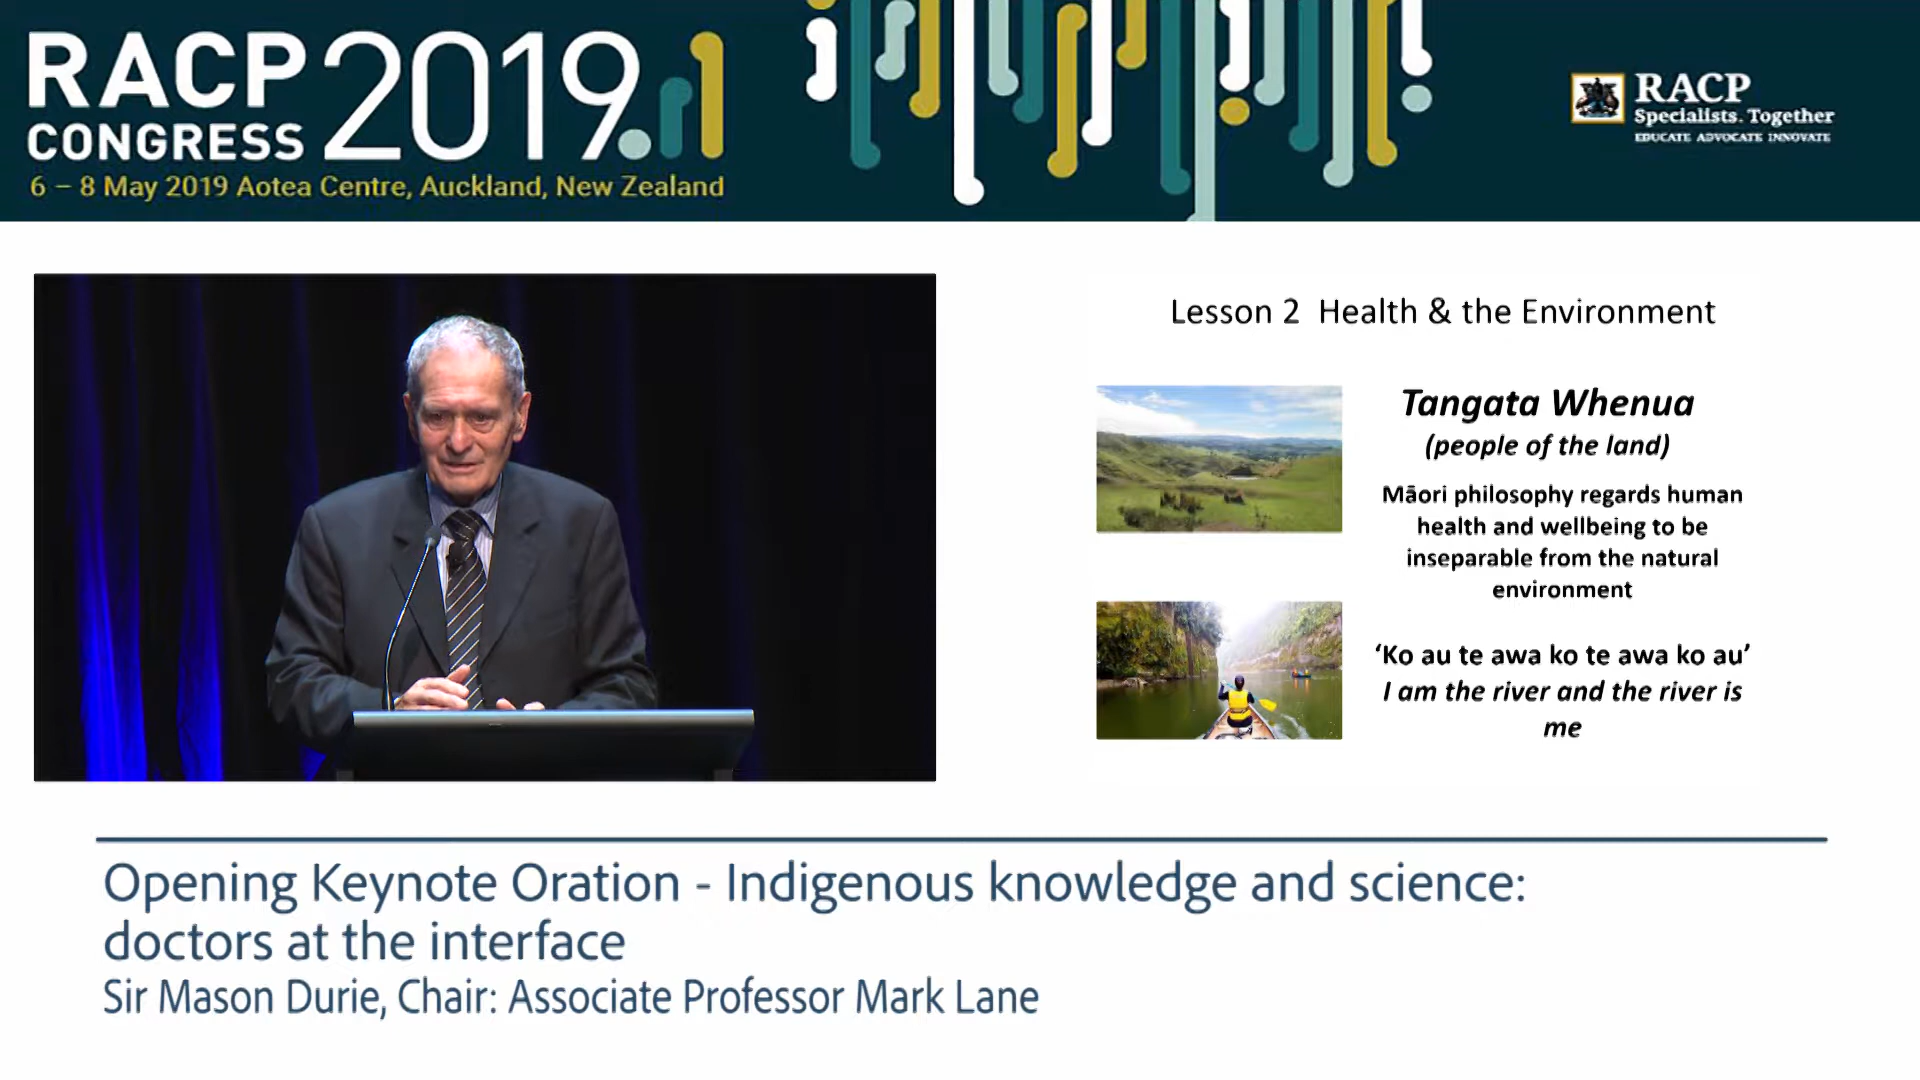 RACP
CONGRESS
2019
6 – 8 May 2019 Aotea Centre, Auckland, New Zealand
RACP
Specialists. Together
EDUCATE ADVOCATE INNOVATE
Lesson 2 Health & the Environment
Tangata Whenua
(people of the land)
Māori philosophy regards human
health and wellbeing to be
inseparable from the natural
environment
‘Ko au te awa ko te awa ko au’
I am the river and the river is
me
Opening Keynote Oration - Indigenous knowledge and science:
doctors at the interface
Sir Mason Durie, Chair: Associate Professor Mark Lane